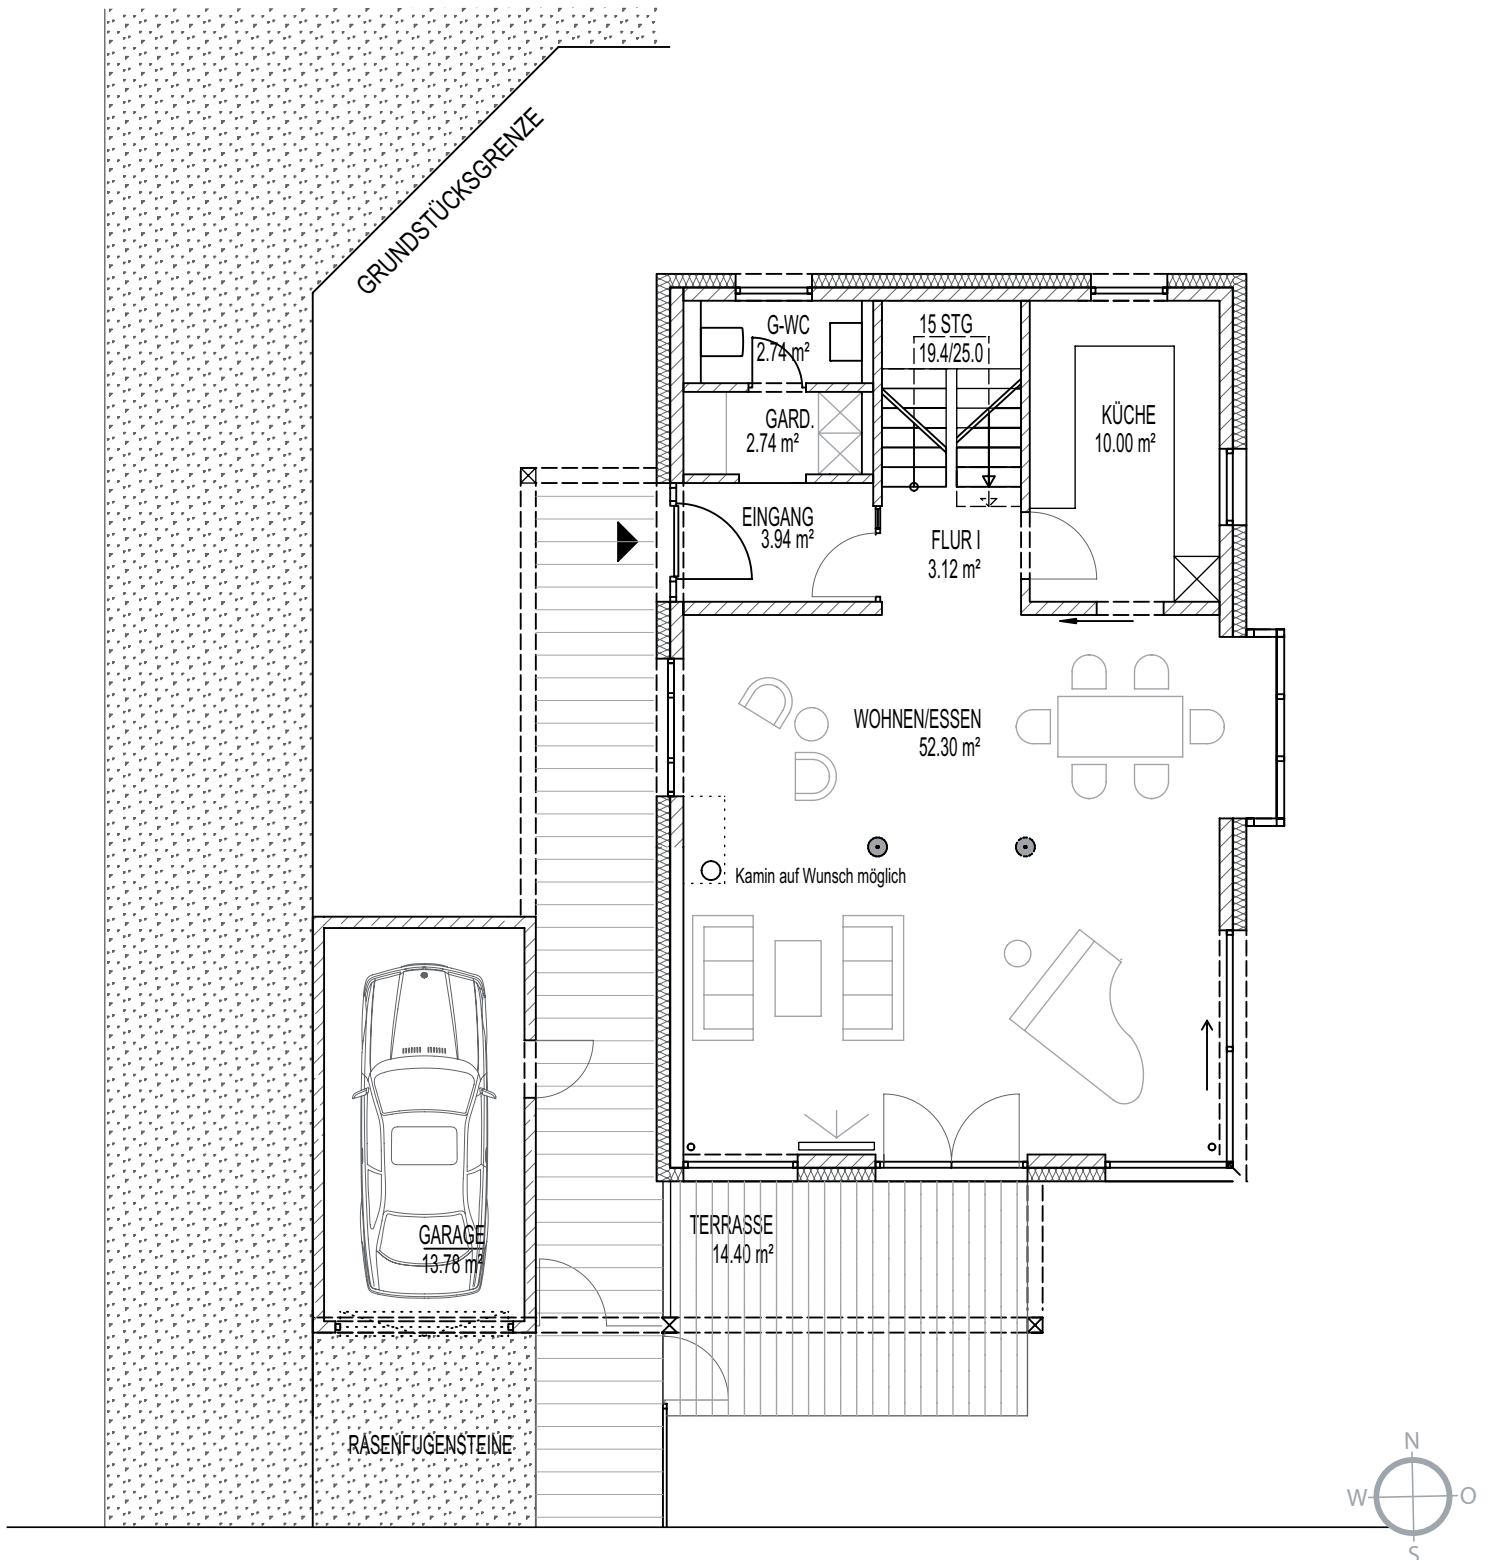 GRUNDSTÜCKSGRENZE
G-WC
2.74 m²
15 STG
19.4/25.0
GARD.
2.74 m²
KÜCHE
10.00 m²
EINGANG
3.94 m²
FLUR I
3.12 m²
WOHNEN/ESSEN
52.30 m²
Kamin auf Wunsch möglich
TERRASSE
14.40 m²
GARAGE
13.78 m²
RASENFUGENSTEINE
N
W
O
S